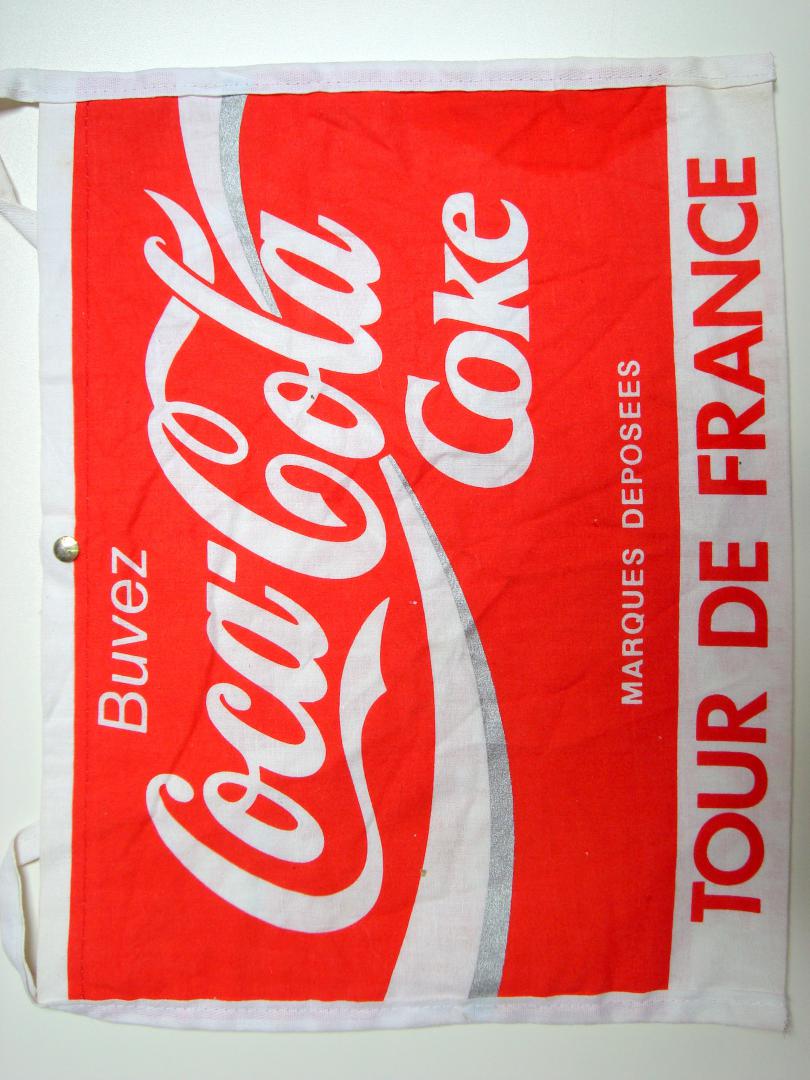 Buvez
Coca-Cola
Coke
MARQUES DEPOSEES
TOUR DE FRANCE